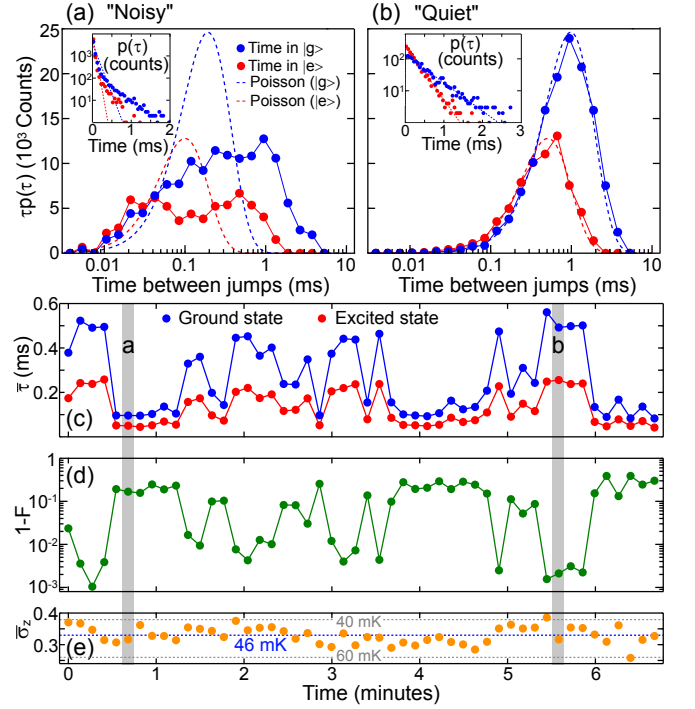 (a) "Noisy"
(b) "Quiet"
25
20
15
10
5
0
τp(τ) (10³ Counts)
p(τ)
(counts)
10³
10²
10¹
0 1 2
Time (ms)
Time in |g>
Time in |e>
Poisson (|g>)
Poisson (|e>)
p(τ)
(counts)
10²
10¹
0 1 2 3
Time (ms)
0.01 0.1 1 10
Time between jumps (ms)
0.01 0.1 1 10
Time between jumps (ms)
0.6
0.4
0.2
τ̄ (ms)
Ground state
Excited state
a
b
(c)
1
10⁻¹
10⁻²
10⁻³
1-F
(d)
0.4
0.3
σ̄z
40 mK
46 mK
60 mK
(e)
0 1 2 3 4 5 6
Time (minutes)